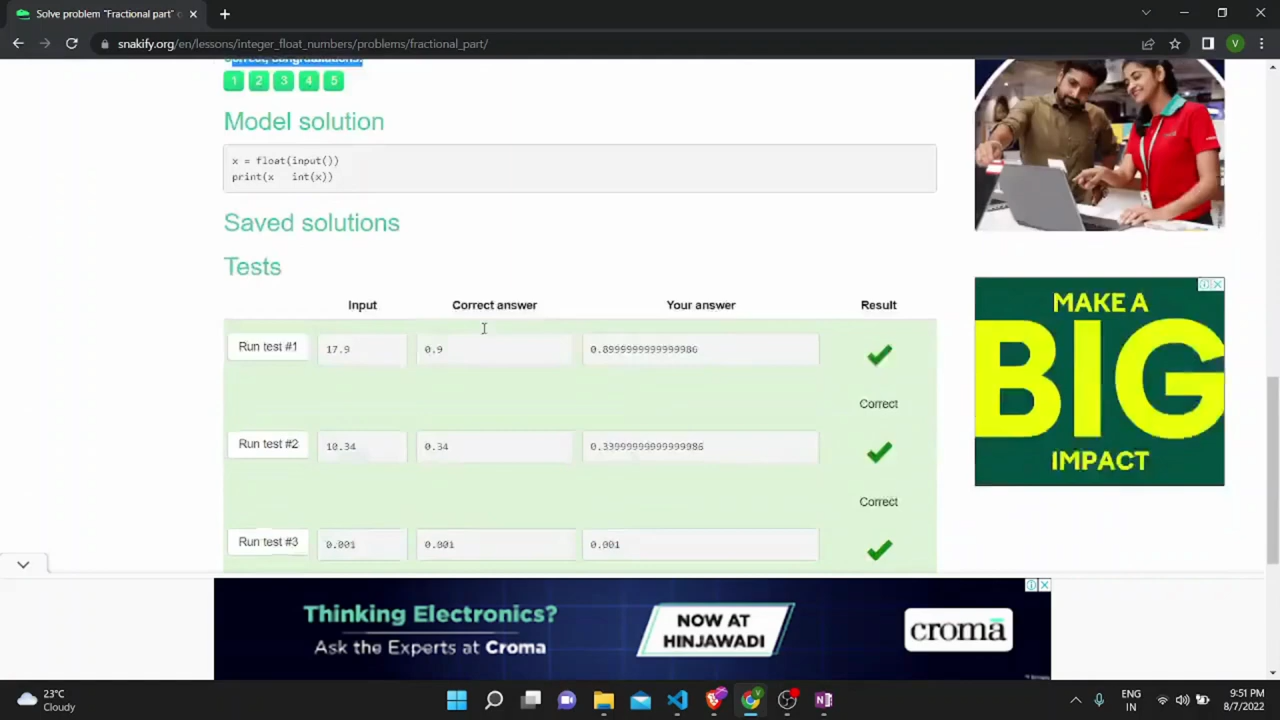 Solve problem "Fractional part"
snakify.org/en/lessons/integer_float_numbers/problems/fractional_part/
V
Correct, congratulations!
1 2 3 4 5
Model solution
x = float(input())
print(x int(x))
Saved solutions
Tests
Input Correct answer Your answer Result
Run test #1 17.9 0.9 0.8999999999999986
Correct
Run test #2 10.34 0.34 0.33999999999999986
Correct
Run test #3 0.001 0.001 0.001
MAKE A
BIG
IMPACT
Thinking Electronics?
Ask the Experts at Croma
NOW AT
HINJAWADI
croma
23°C
Cloudy
ENG
IN
9:51 PM
8/7/2022